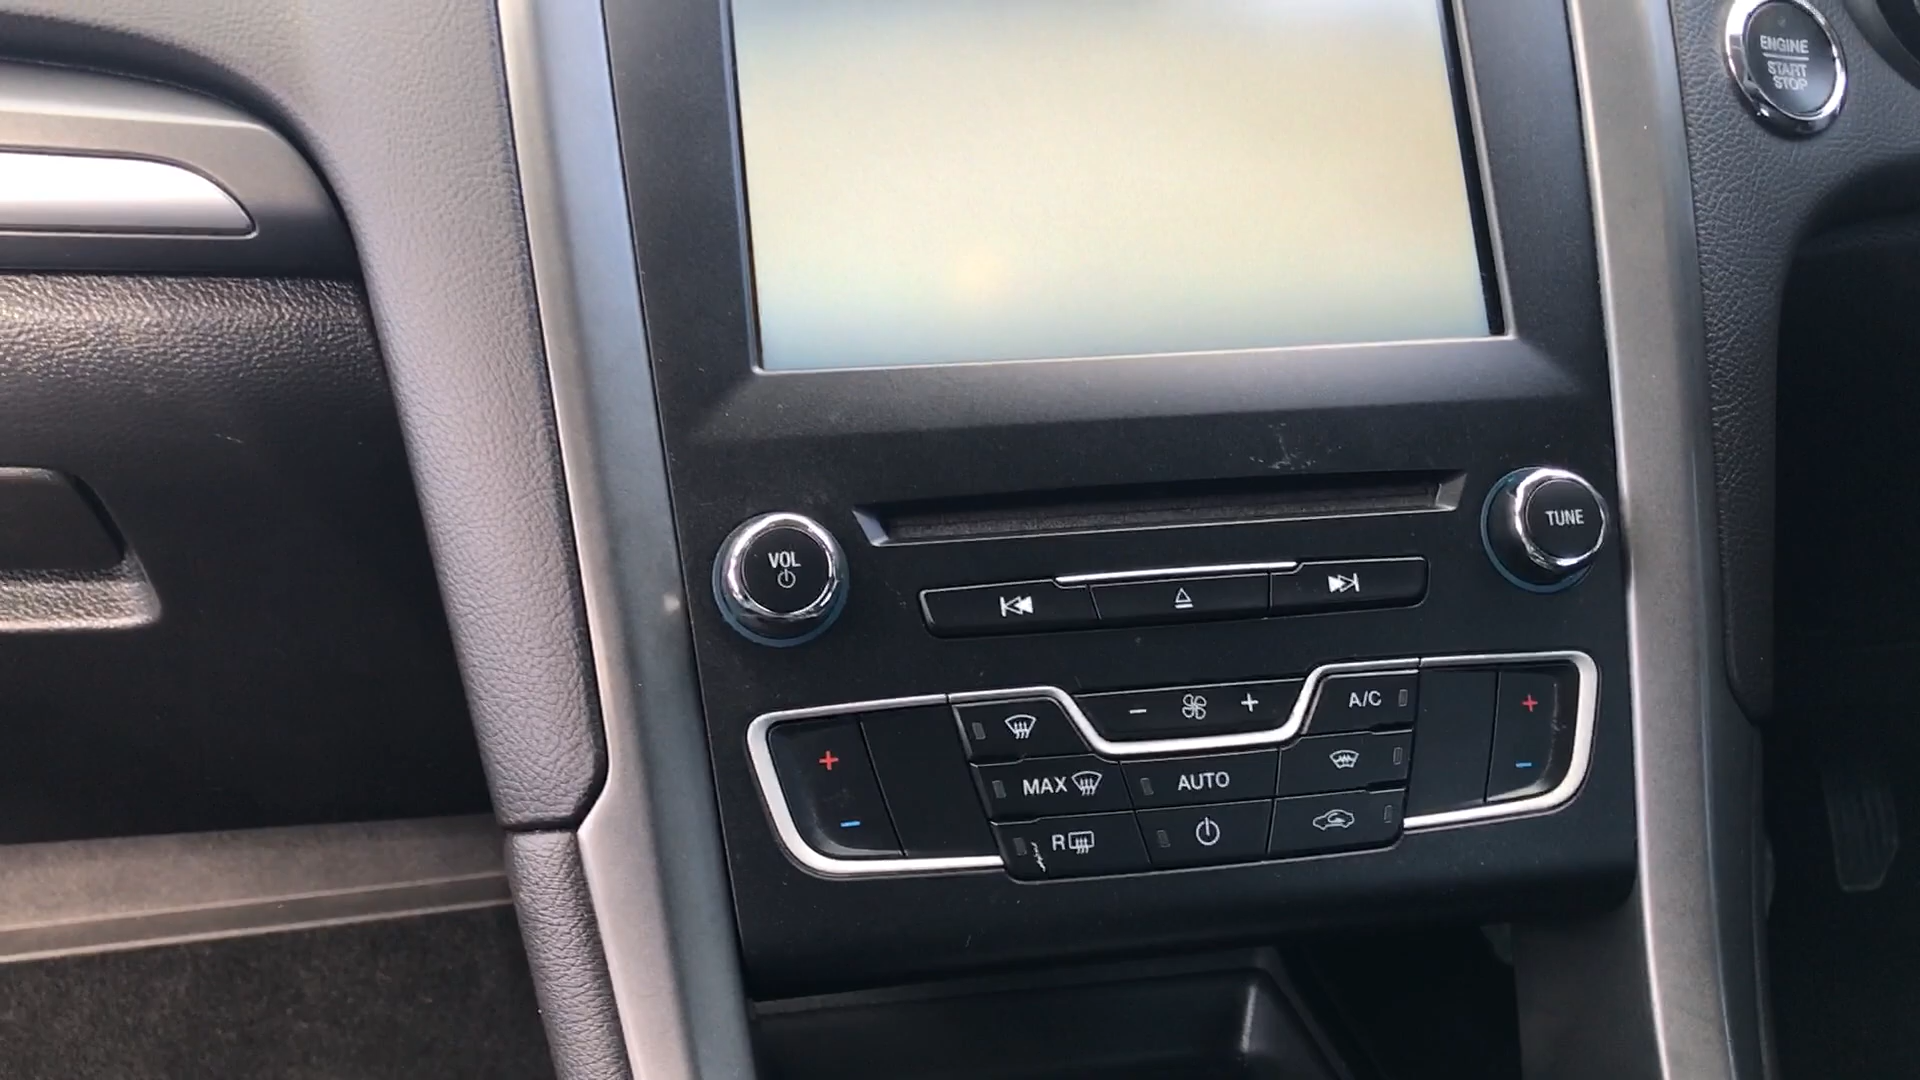 ENGINE
START
STOP
TUNE
VOL
- +
A/C
+
+
MAX
AUTO
-
-
R